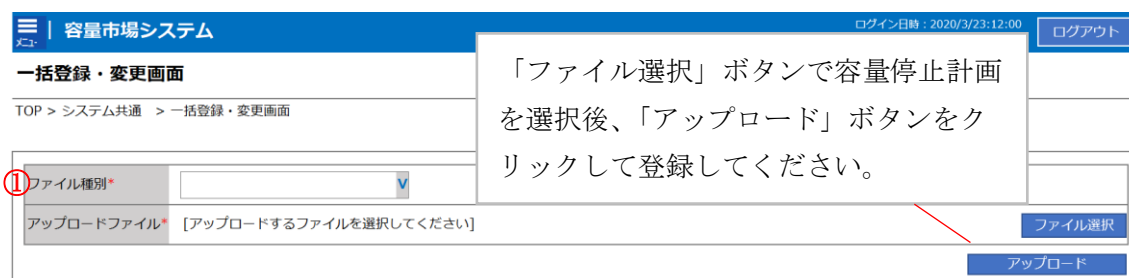 メニュー
容量市場システム
ログイン日時：2020/3/23:12:00
ログアウト
一括登録・変更画面
TOP > システム共通 > 一括登録・変更画面
「ファイル選択」ボタンで容量停止計画
を選択後、「アップロード」ボタンをク
リックして登録してください。
①
ファイル種別*
V
アップロードファイル* [アップロードするファイルを選択してください]
ファイル選択
アップロード